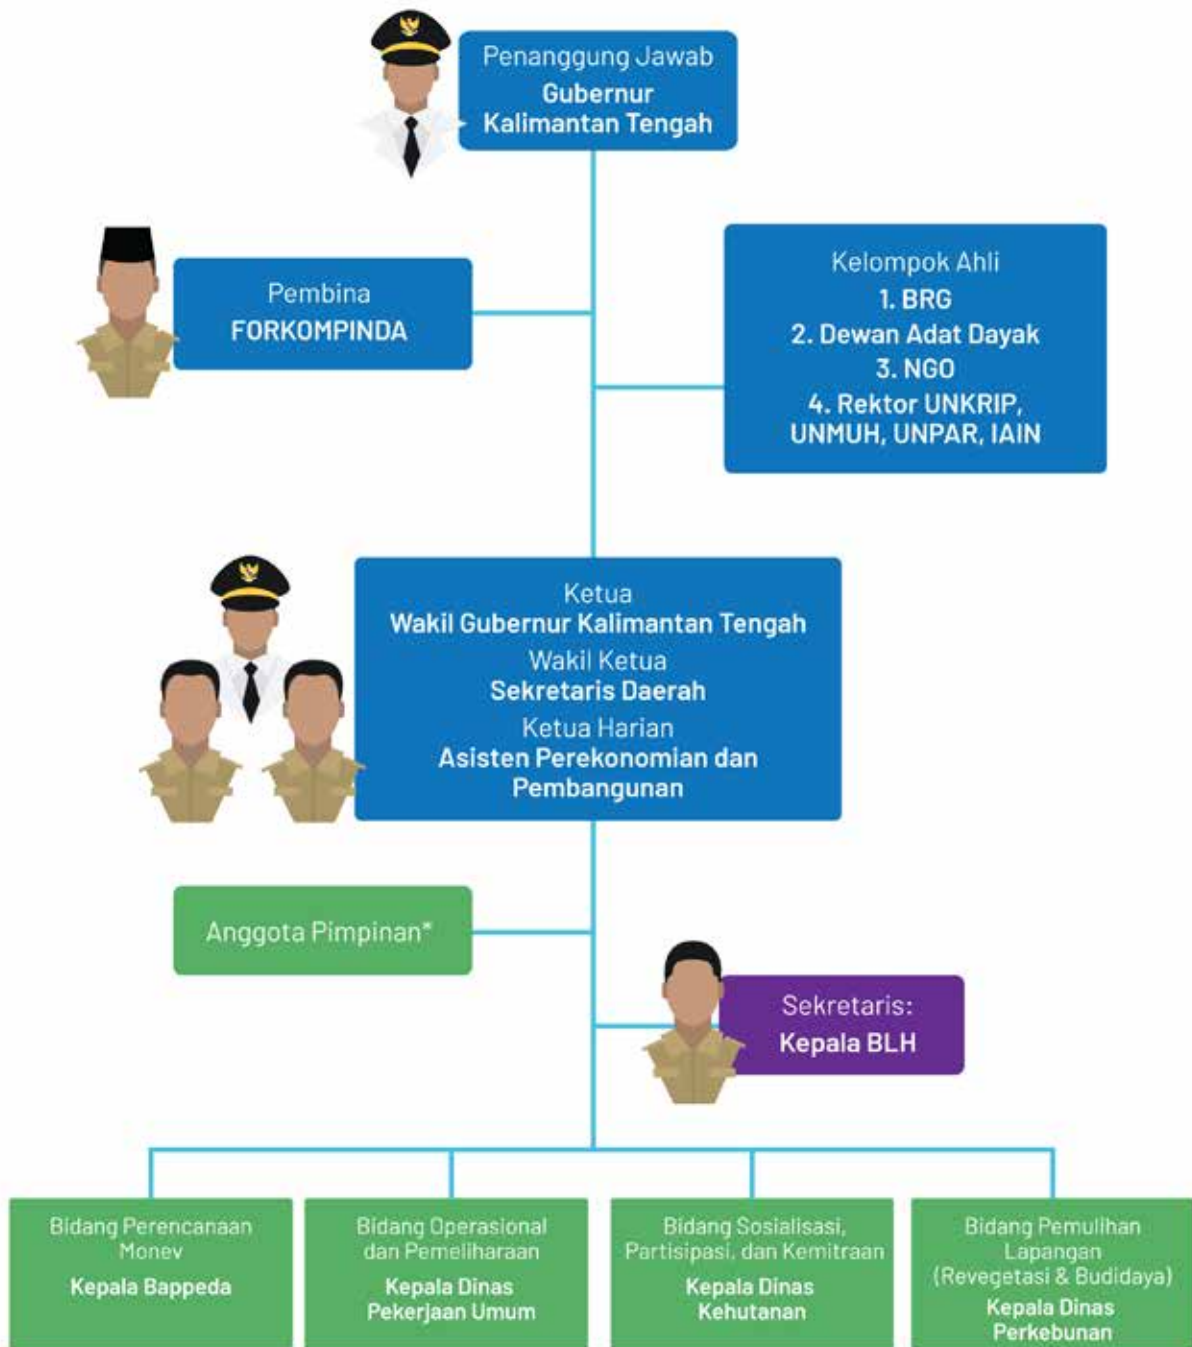 Penanggung Jawab
Gubernur
Kalimantan Tengah
Pembina
FORKOMPINDA
Kelompok Ahli
1. BRG
2. Dewan Adat Dayak
3. NGO
4. Rektor UNKRIP,
UNMUH, UNPAR, IAIN
Ketua
Wakil Gubernur Kalimantan Tengah
Wakil Ketua
Sekretaris Daerah
Ketua Harian
Asisten Perekonomian dan
Pembangunan
Anggota Pimpinan*
Sekretaris:
Kepala BLH
Bidang Perencanaan
Monev
Kepala Bappeda
Bidang Operasional
dan Pemeliharaan
Kepala Dinas
Pekerjaan Umum
Bidang Sosialisasi,
Partisipasi, dan Kemitraan
Kepala Dinas
Kehutanan
Bidang Pemulihan
Lapangan
(Revegetasi & Budidaya)
Kepala Dinas
Perkebunan